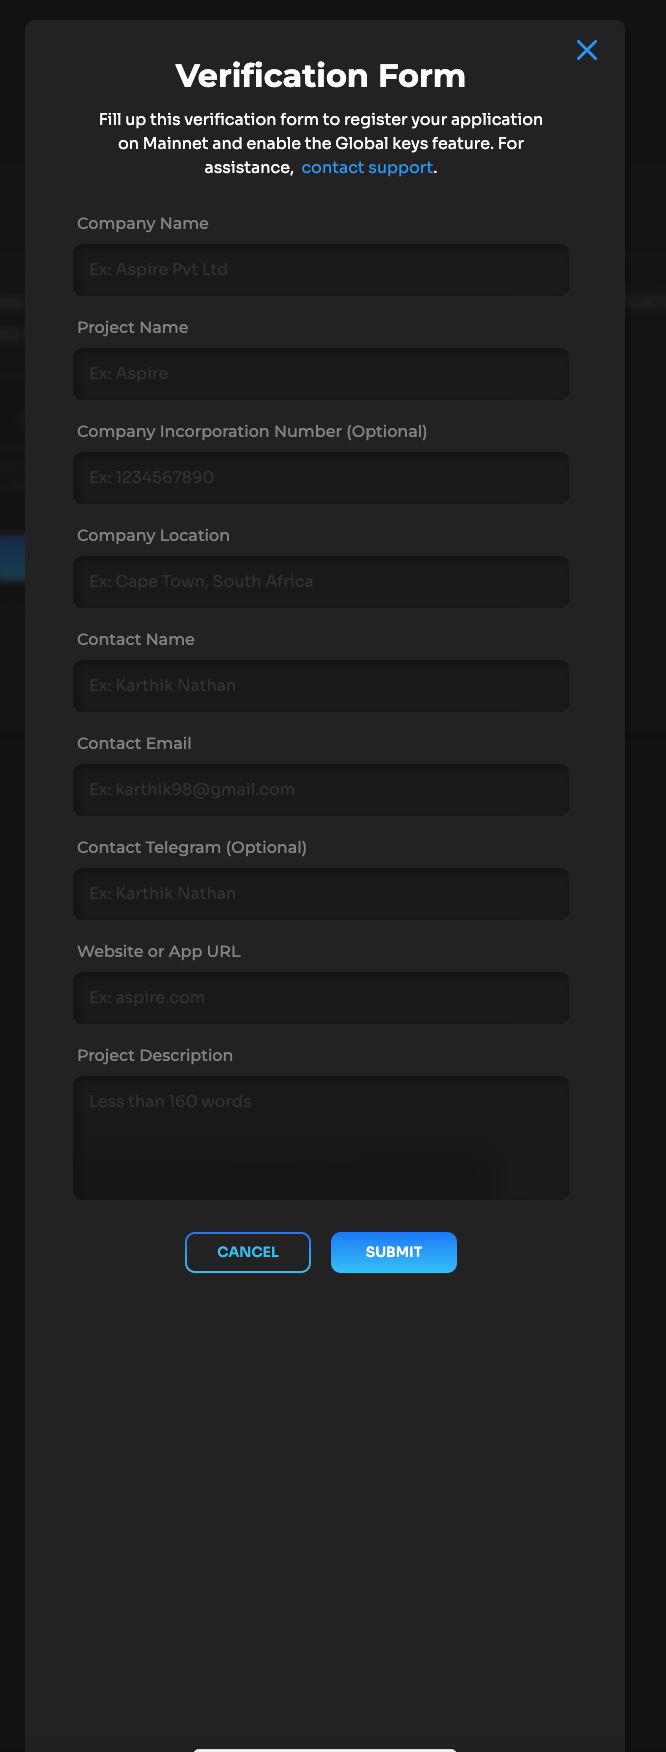 Verification Form
Fill up this verification form to register your application
on Mainnet and enable the Global keys feature. For
assistance, contact support.
Company Name
Ex: Aspire Pvt Ltd
Project Name
Ex: Aspire
Company Incorporation Number (Optional)
Ex: 1234567890
Company Location
Ex: Cape Town, South Africa
Contact Name
Ex: Karthik Nathan
Contact Email
Ex: karthik98@gmail.com
Contact Telegram (Optional)
Ex: Karthik Nathan
Website or App URL
Ex: aspire.com
Project Description
Less than 160 words
CANCEL SUBMIT